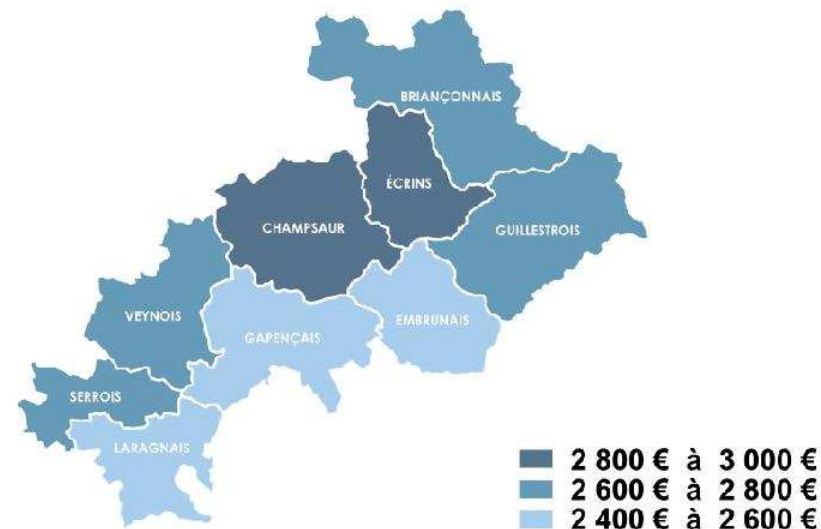 BRIANÇONNAIS
ÉCRINS
CHAMPSAUR
GUILLESTROIS
VEYNOIS
EMBRUNAIS
GAPENÇAIS
SERROIS
LARAGNAIS
2 800 € à 3 000 €
2 600 € à 2 800 €
2 400 € à 2 600 €